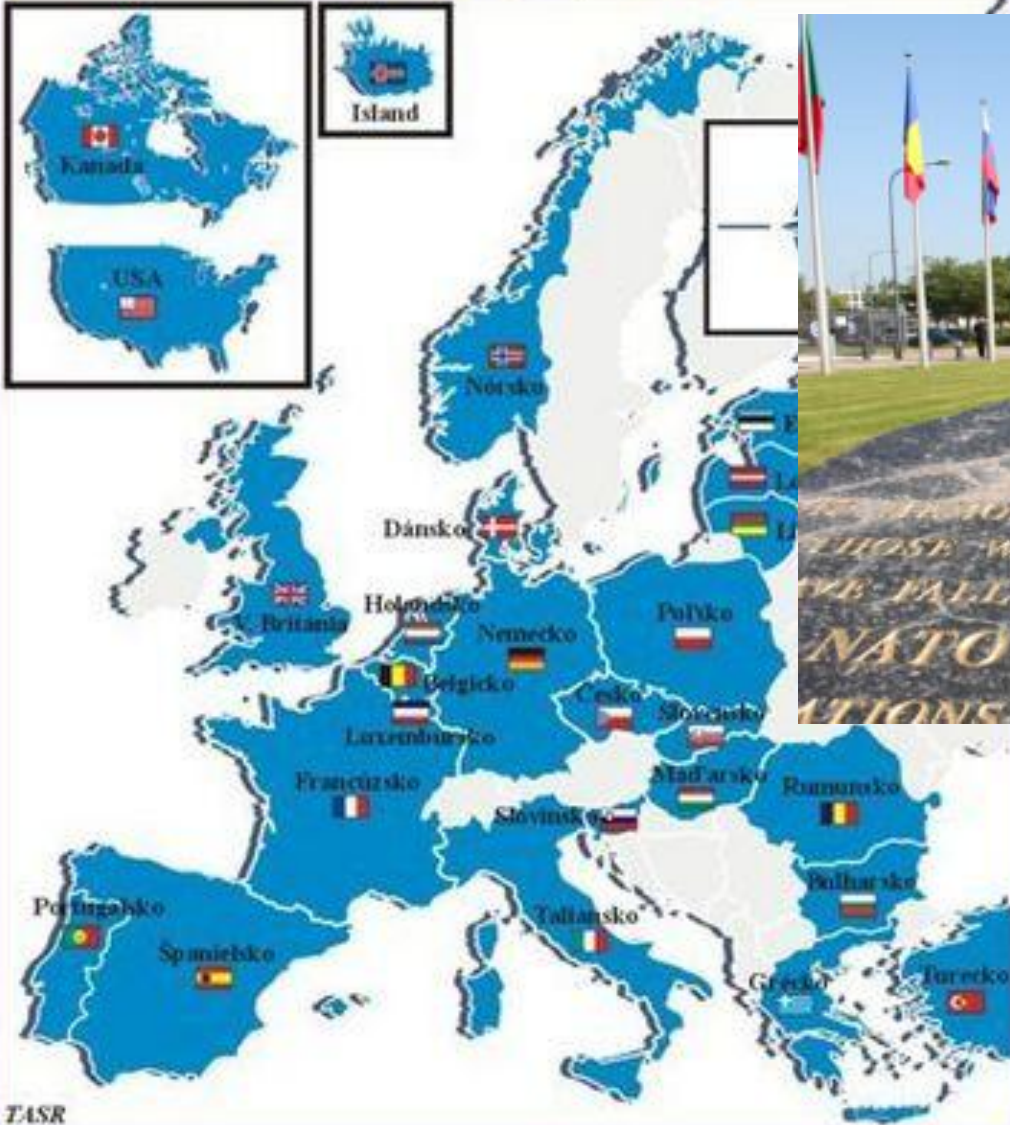 Kanada
USA
Island
Nórsko
Dánsko
Holandsko
V. Británia
Nemecko
Poľsko
Belgicko
Česko
Slovensko
Luxembursko
Francúzsko
Maďarsko
Rumunsko
Slovinsko
Bulharsko
Portugalsko
Španielsko
Taliansko
Grécko
Turecko
TASR
THOSE
NATO